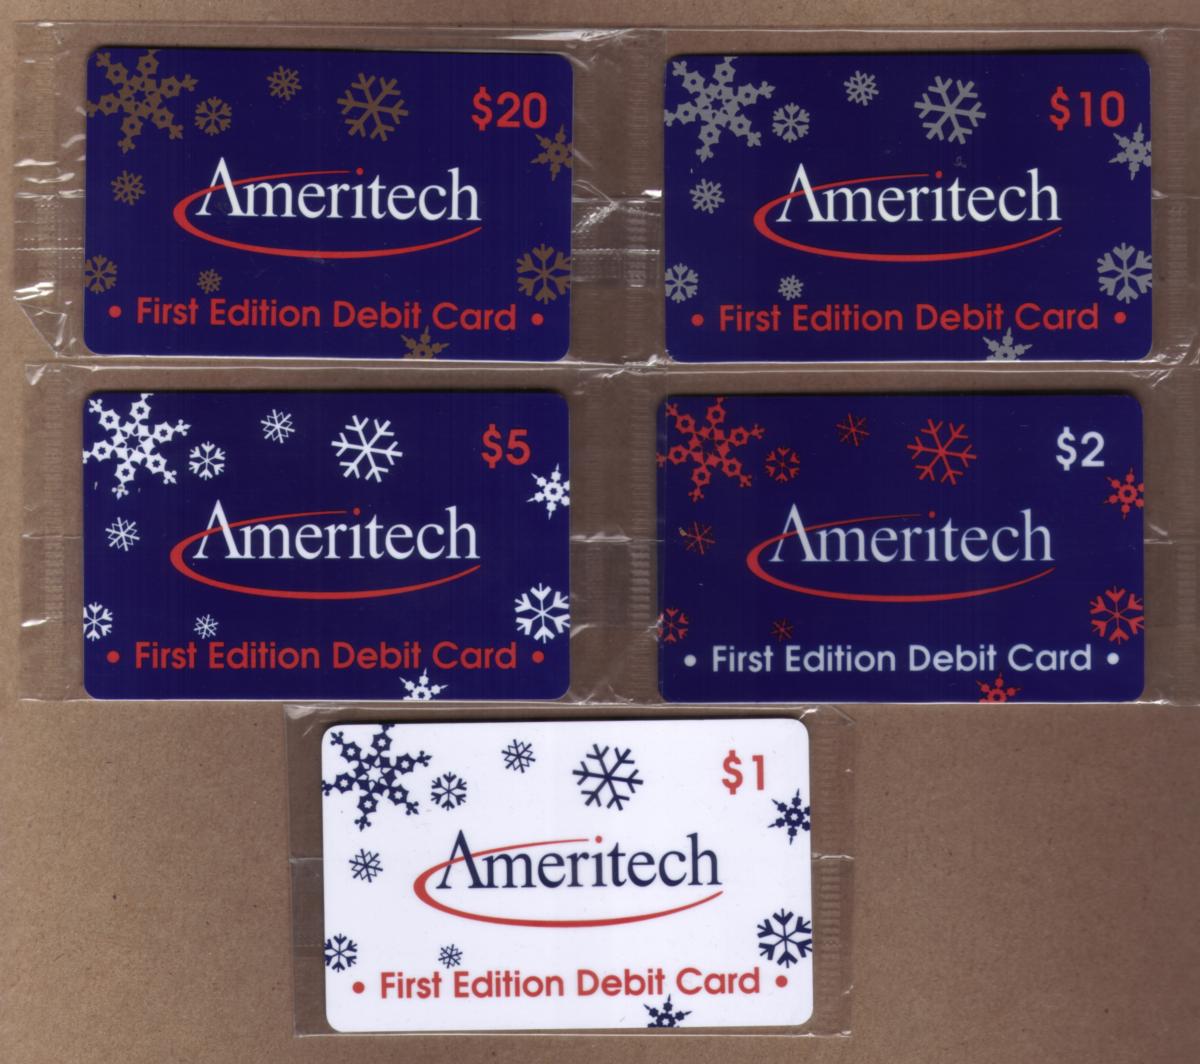 $20
Ameritech
• First Edition Debit Card •
$10
Ameritech
• First Edition Debit Card •
$5
Ameritech
• First Edition Debit Card •
$2
Ameritech
• First Edition Debit Card •
$1
Ameritech
• First Edition Debit Card •